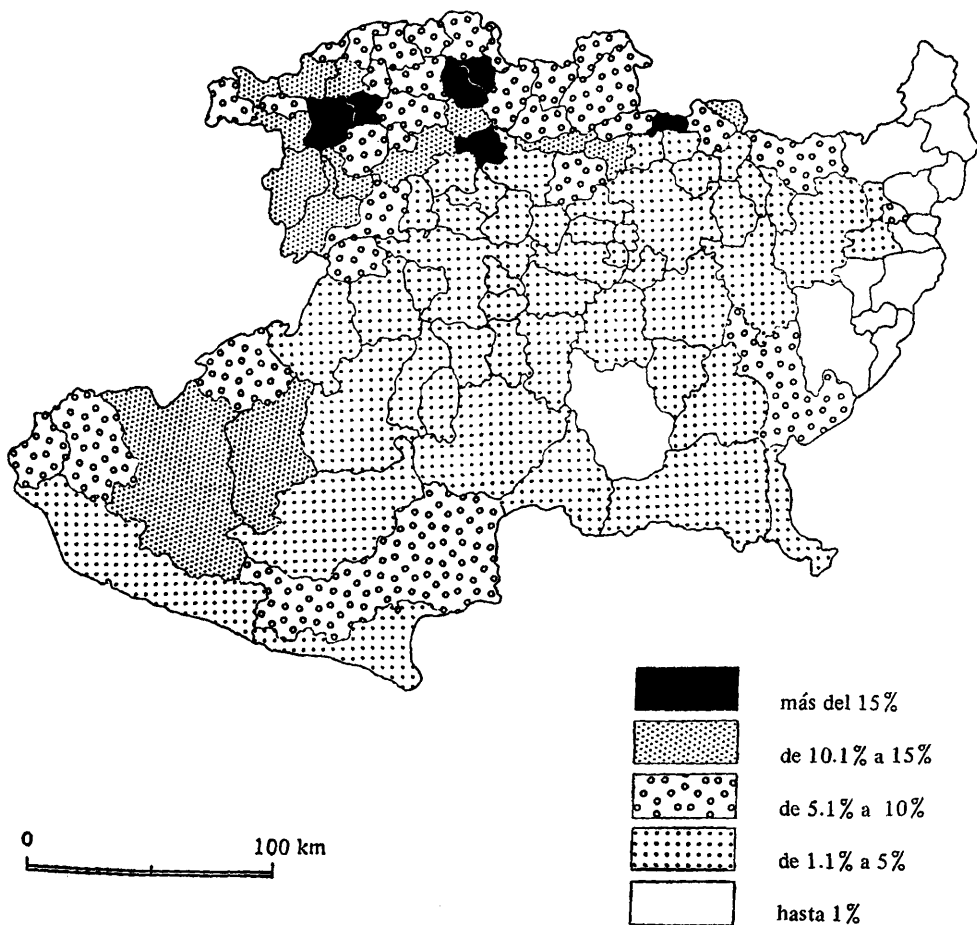 más del 15%
de 10.1% a 15%
de 5.1% a 10%
de 1.1% a 5%
hasta 1%
0 100 km